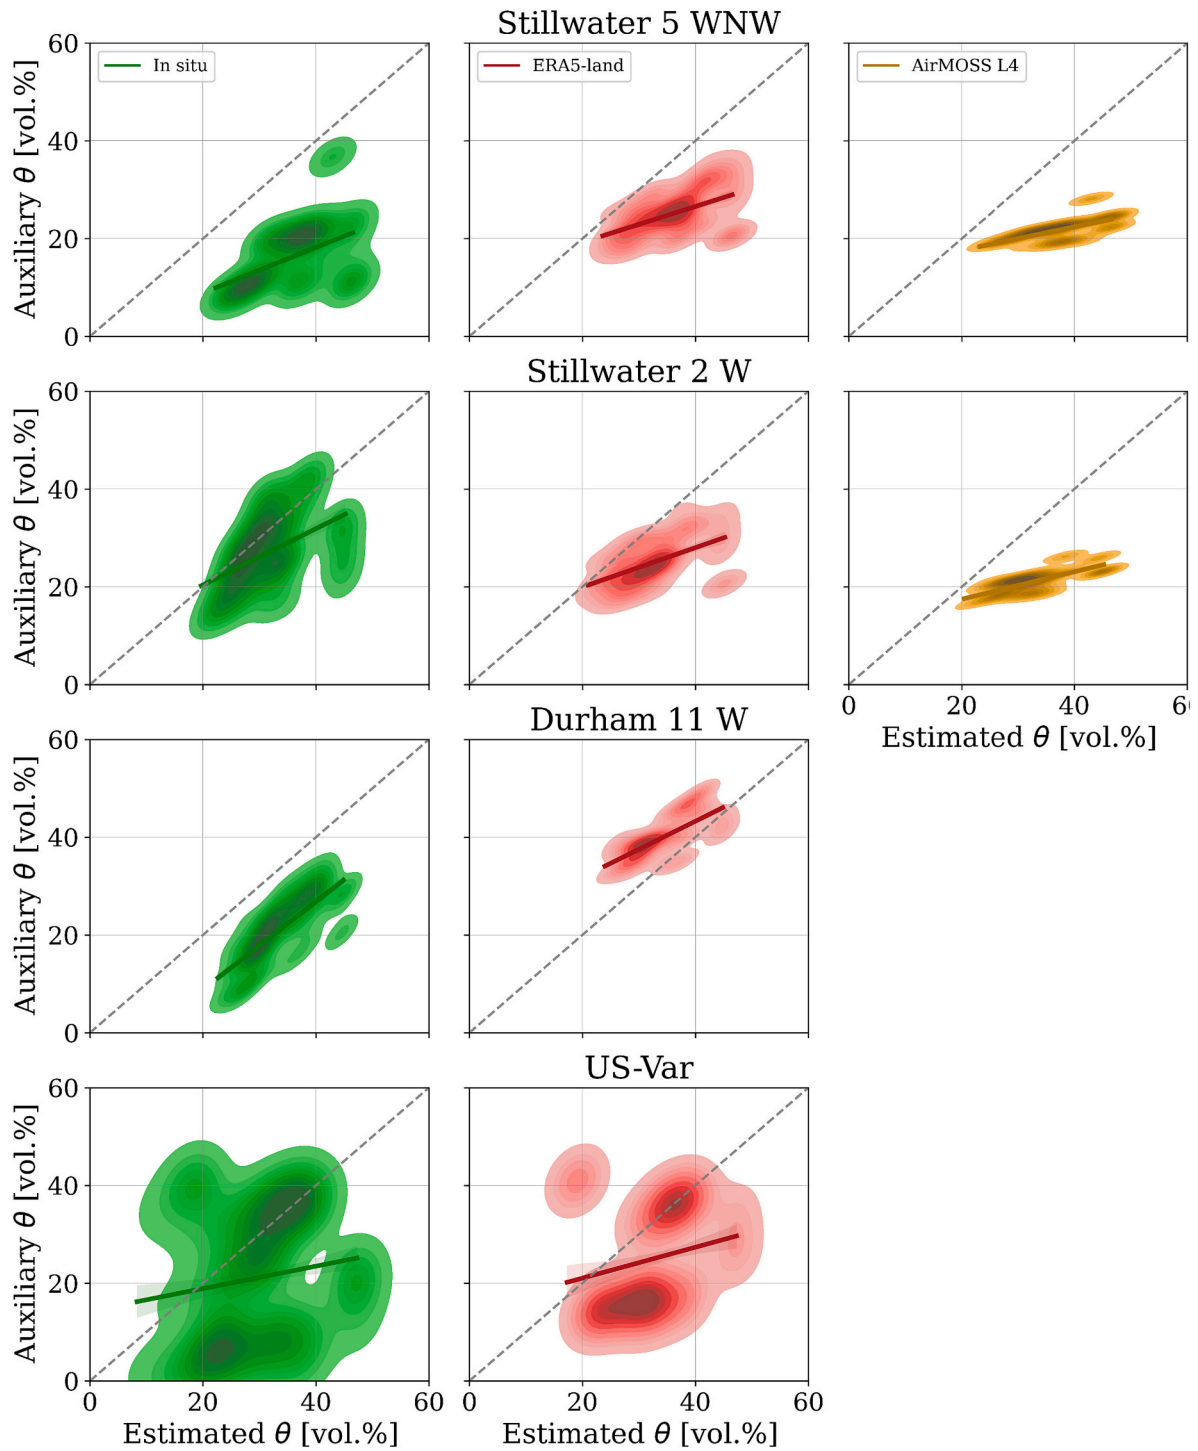 Stillwater 5 WNW
60
In situ
ERA5-land
AirMOSS L4
40
20
0
Auxiliary θ [vol.%]
Stillwater 2 W
60
40
20
0
Auxiliary θ [vol.%]
0 20 40 6
Estimated θ [vol.%]
Durham 11 W
60
40
20
0
Auxiliary θ [vol.%]
US-Var
60
40
20
0
Auxiliary θ [vol.%]
0 20 40 60 0 20 40 60
Estimated θ [vol.%] Estimated θ [vol.%]